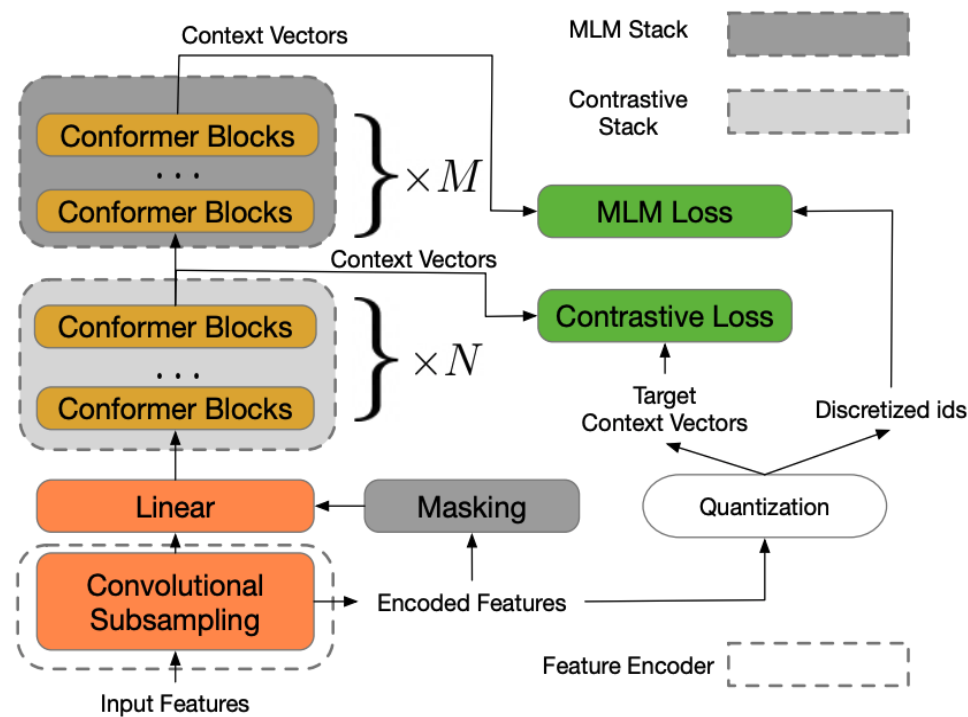 Context Vectors
MLM Stack
Contrastive
Stack
Conformer Blocks
. . .
Conformer Blocks
} × M
MLM Loss
Context Vectors
Conformer Blocks
. . .
Conformer Blocks
} × N
Contrastive Loss
Target
Context Vectors
Discretized ids
Linear
Masking
Quantization
Convolutional
Subsampling
Encoded Features
Feature Encoder
Input Features